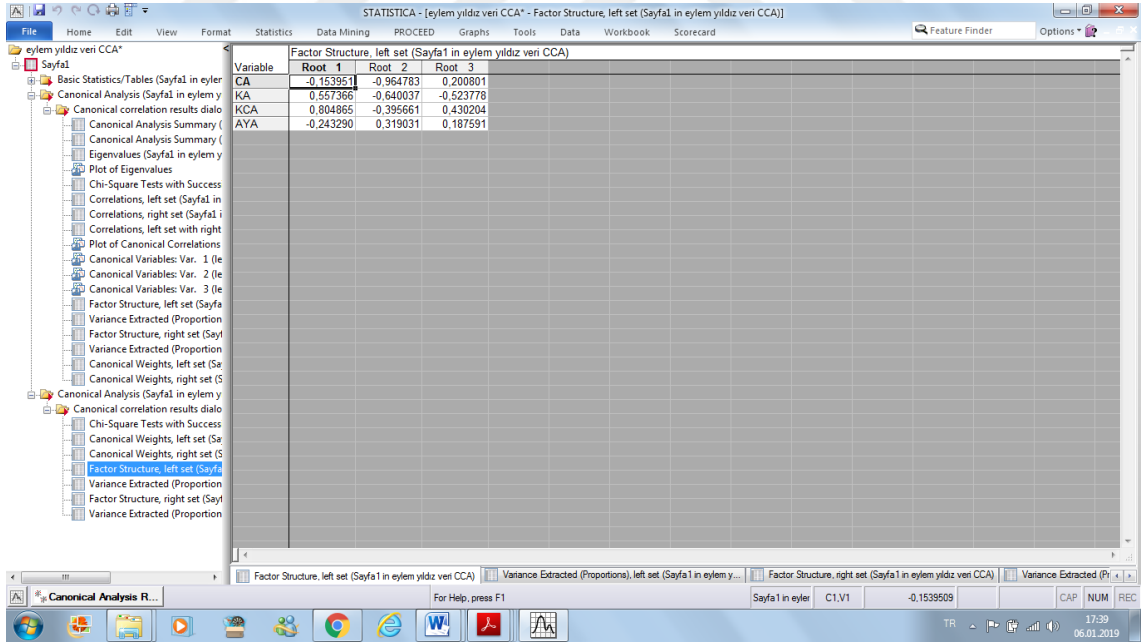 STATISTICA - [eylem yıldız veri CCA* - Factor Structure, left set (Sayfa1 in eylem yıldız veri CCA)]
File Home Edit View Format Statistics Data Mining PROCEED Graphs Tools Data Workbook Scorecard Feature Finder Options
eylem yıldız veri CCA*
Sayfa1
Basic Statistics/Tables (Sayfa1 in eyler
Canonical Analysis (Sayfa1 in eylem y
Canonical correlation results dialo
Canonical Analysis Summary (
Canonical Analysis Summary (
Eigenvalues (Sayfa1 in eylem y
Plot of Eigenvalues
Chi-Square Tests with Success
Correlations, left set (Sayfa1 in
Correlations, right set (Sayfa1 i
Correlations, left set with right
Plot of Canonical Correlations
Canonical Variables: Var. 1 (le
Canonical Variables: Var. 2 (le
Canonical Variables: Var. 3 (le
Factor Structure, left set (Sayfa
Variance Extracted (Proportion
Factor Structure, right set (Sayf
Variance Extracted (Proportion
Canonical Weights, left set (Say
Canonical Weights, right set (S
Canonical Analysis (Sayfa1 in eylem y
Canonical correlation results dialo
Chi-Square Tests with Success
Canonical Weights, left set (Say
Canonical Weights, right set (S
Factor Structure, left set (Sayfa
Variance Extracted (Proportion
Factor Structure, right set (Sayf
Variance Extracted (Proportion
Factor Structure, left set (Sayfa1 in eylem yıldız veri CCA)
Variable Root 1 Root 2 Root 3
CA -0,153951 -0,964783 0,200801
KA 0,557366 -0,640037 -0,523778
KCA 0,804865 -0,395661 0,430204
AYA -0,243290 0,319031 0,187591
Factor Structure, left set (Sayfa1 in eylem yıldız veri CCA) Variance Extracted (Proportions), left set (Sayfa1 in eylem y... Factor Structure, right set (Sayfa1 in eylem yıldız veri CCA) Variance Extracted (Pr
Canonical Analysis R... For Help, press F1 Sayfa1 in eyler C1,V1 -0,1539509 CAP NUM REC
TR 17:39
06.01.2019